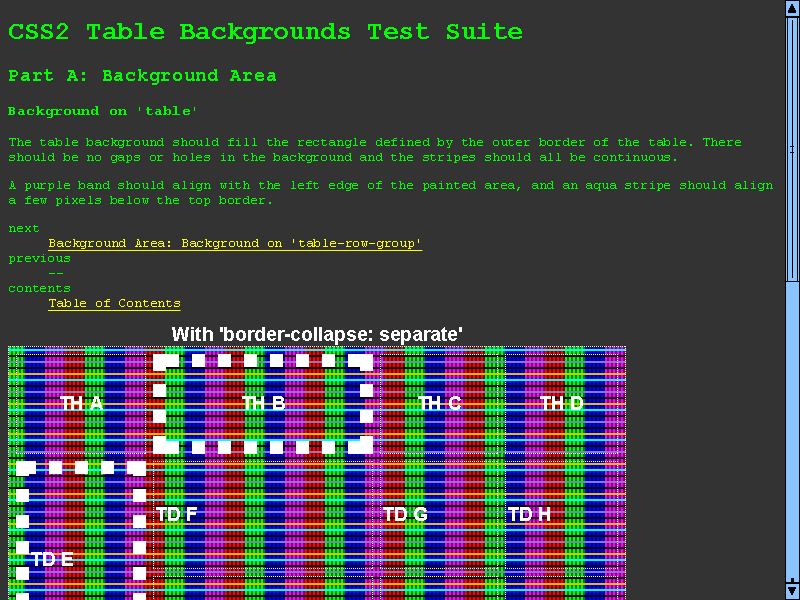 CSS2 Table Backgrounds Test Suite
Part A: Background Area
Background on 'table'
The table background should fill the rectangle defined by the outer border of the table. There
should be no gaps or holes in the background and the stripes should all be continuous.
A purple band should align with the left edge of the painted area, and an aqua stripe should align
a few pixels below the top border.
next
Background Area: Background on 'table-row-group'
previous
--
contents
Table of Contents
With 'border-collapse: separate'
TH A TH B TH C TH D
TD F TD G TD H
TD E